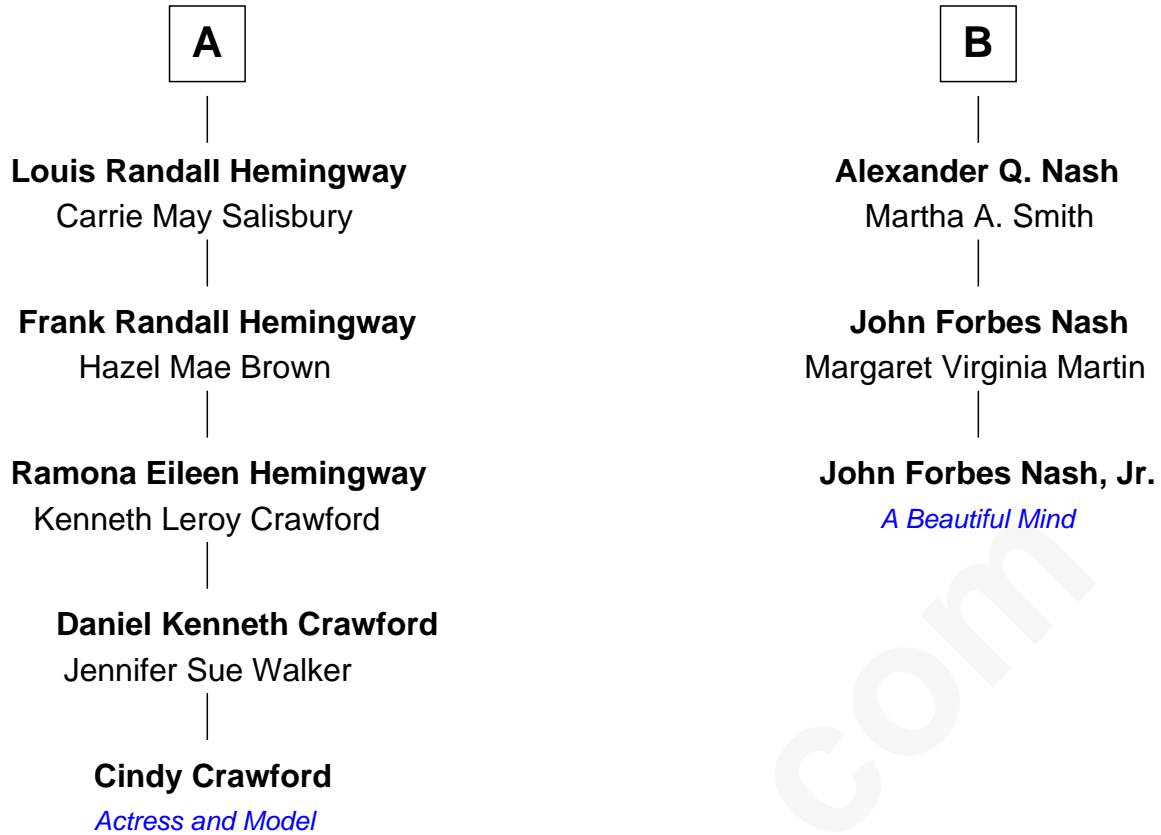 A
Louis Randall Hemingway
Carrie May Salisbury
Frank Randall Hemingway
Hazel Mae Brown
Ramona Eileen Hemingway
Kenneth Leroy Crawford
Daniel Kenneth Crawford
Jennifer Sue Walker
Cindy Crawford
Actress and Model
B
Alexander Q. Nash
Martha A. Smith
John Forbes Nash
Margaret Virginia Martin
John Forbes Nash, Jr.
A Beautiful Mind
com